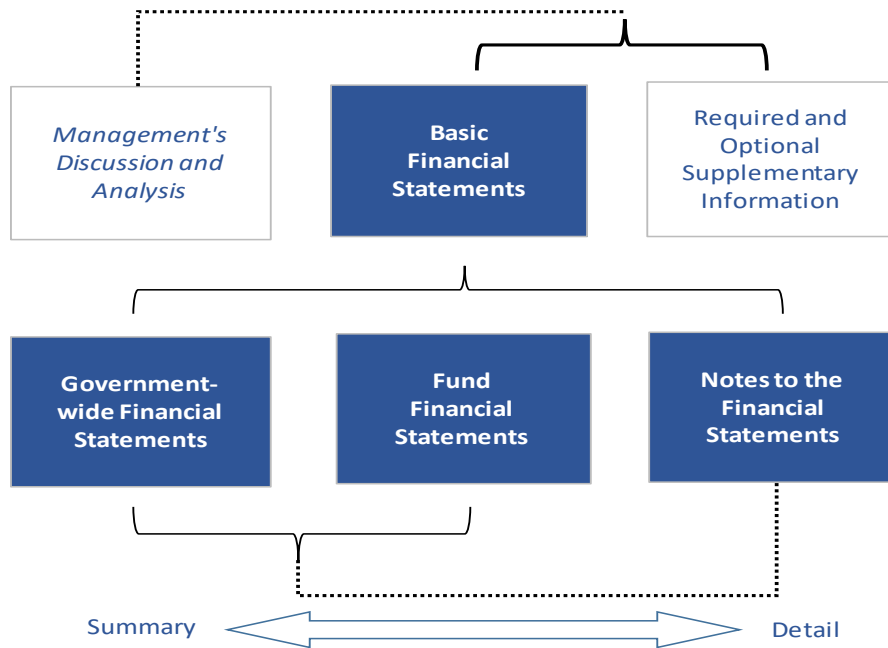 Management's
Discussion and
Analysis
Basic
Financial
Statements
Required and
Optional
Supplementary
Information
Government-
wide Financial
Statements
Fund
Financial
Statements
Notes to the
Financial
Statements
Summary
Detail